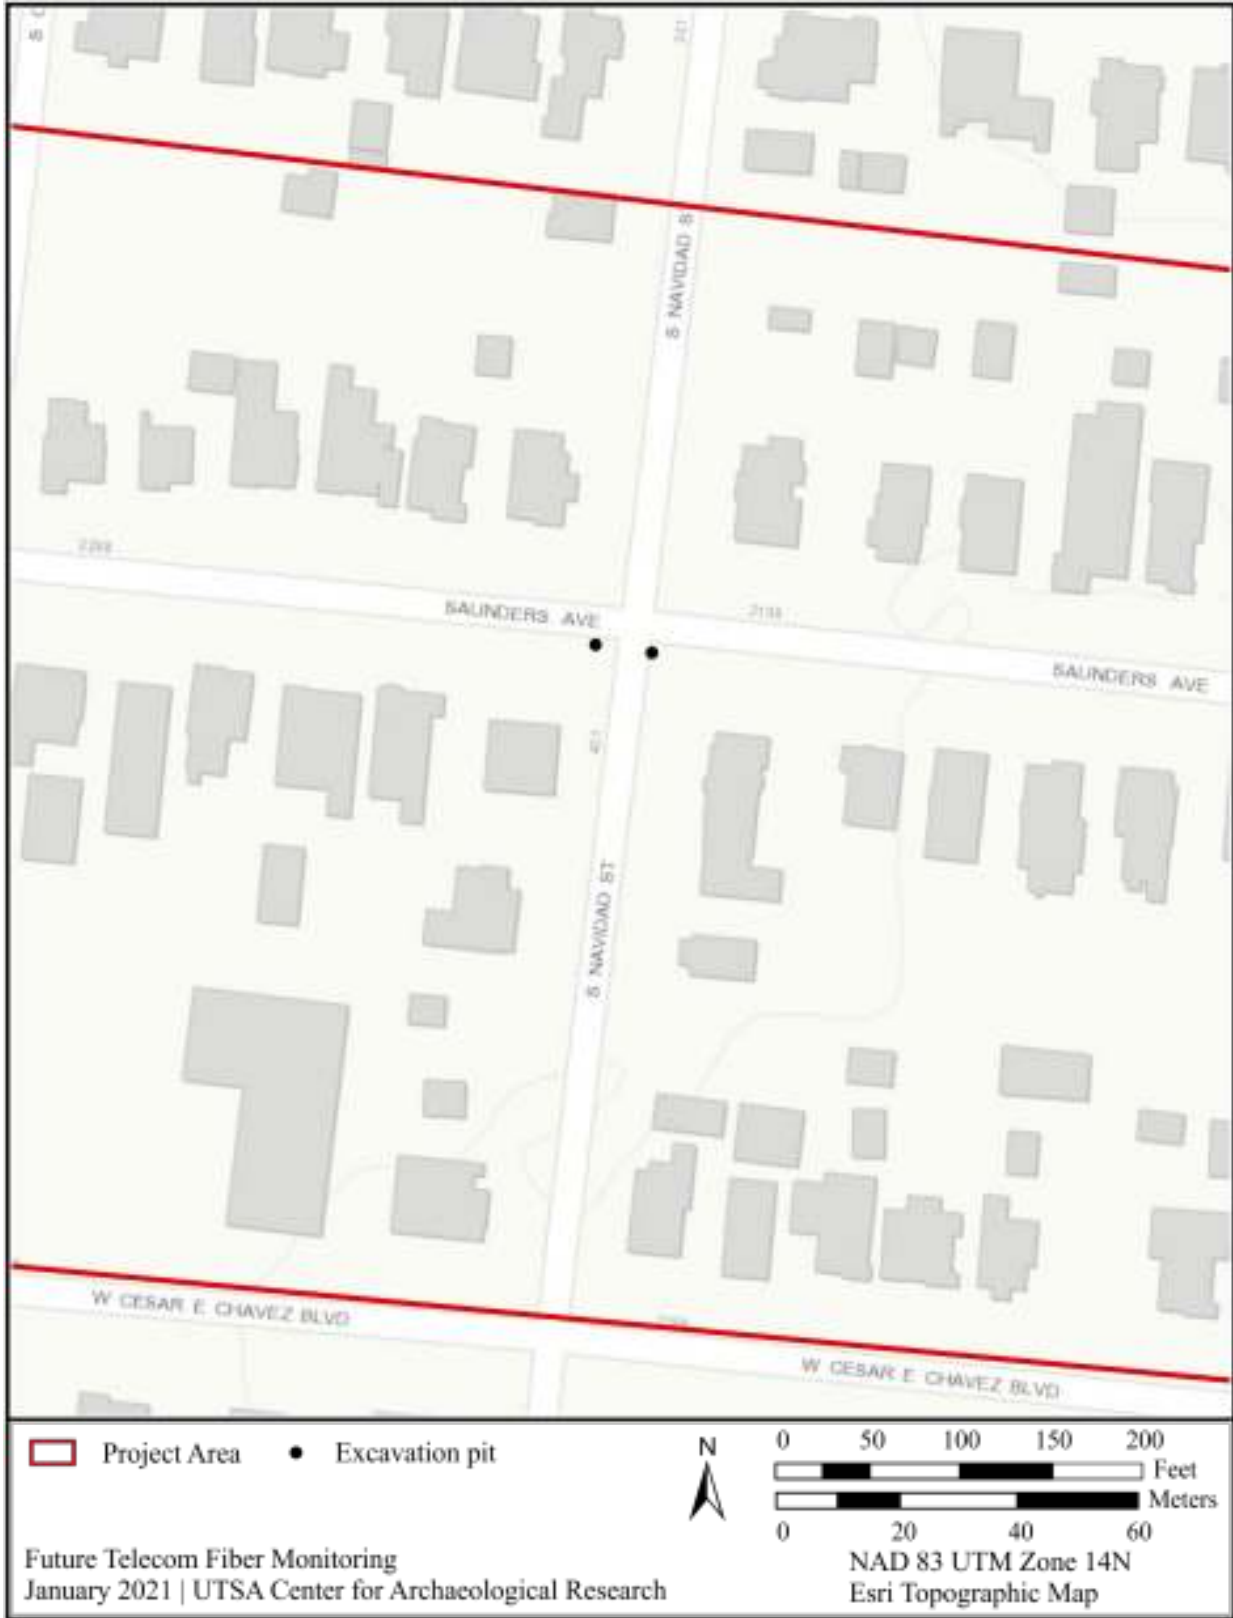 S C
221
S NAVIDAD S
SAUNDERS AVE
SAUNDERS AVE
S NAVIDAD ST
W CESAR E CHAVEZ BLVD
W CESAR E CHAVEZ BLVD
Project Area
Excavation pit
N
0 50 100 150 200
Feet
Meters
0 20 40 60
Future Telecom Fiber Monitoring
January 2021 | UTSA Center for Archaeological Research
NAD 83 UTM Zone 14N
Esri Topographic Map